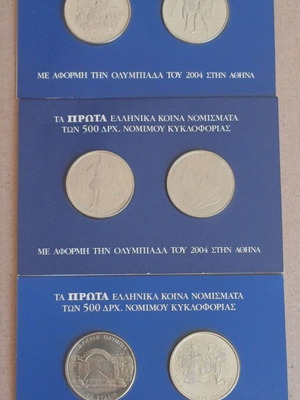 ΜΕ ΑΦΟΡΜΗ ΤΗΝ ΟΛΥΜΠΙΑΔΑ ΤΟΥ 2004 ΣΤΗΝ ΑΘΗΝΑ
ΤΑ ΠΡΩΤΑ ΕΛΛΗΝΙΚΑ ΚΟΙΝΑ ΝΟΜΙΣΜΑΤΑ
ΤΩΝ 500 ΔΡΧ. ΝΟΜΙΜΟΥ ΚΥΚΛΟΦΟΡΙΑΣ
ΜΕ ΑΦΟΡΜΗ ΤΗΝ ΟΛΥΜΠΙΑΔΑ ΤΟΥ 2004 ΣΤΗΝ ΑΘΗΝΑ
ΤΑ ΠΡΩΤΑ ΕΛΛΗΝΙΚΑ ΚΟΙΝΑ ΝΟΜΙΣΜΑΤΑ
ΤΩΝ 500 ΔΡΧ. ΝΟΜΙΜΟΥ ΚΥΚΛΟΦΟΡΙΑΣ